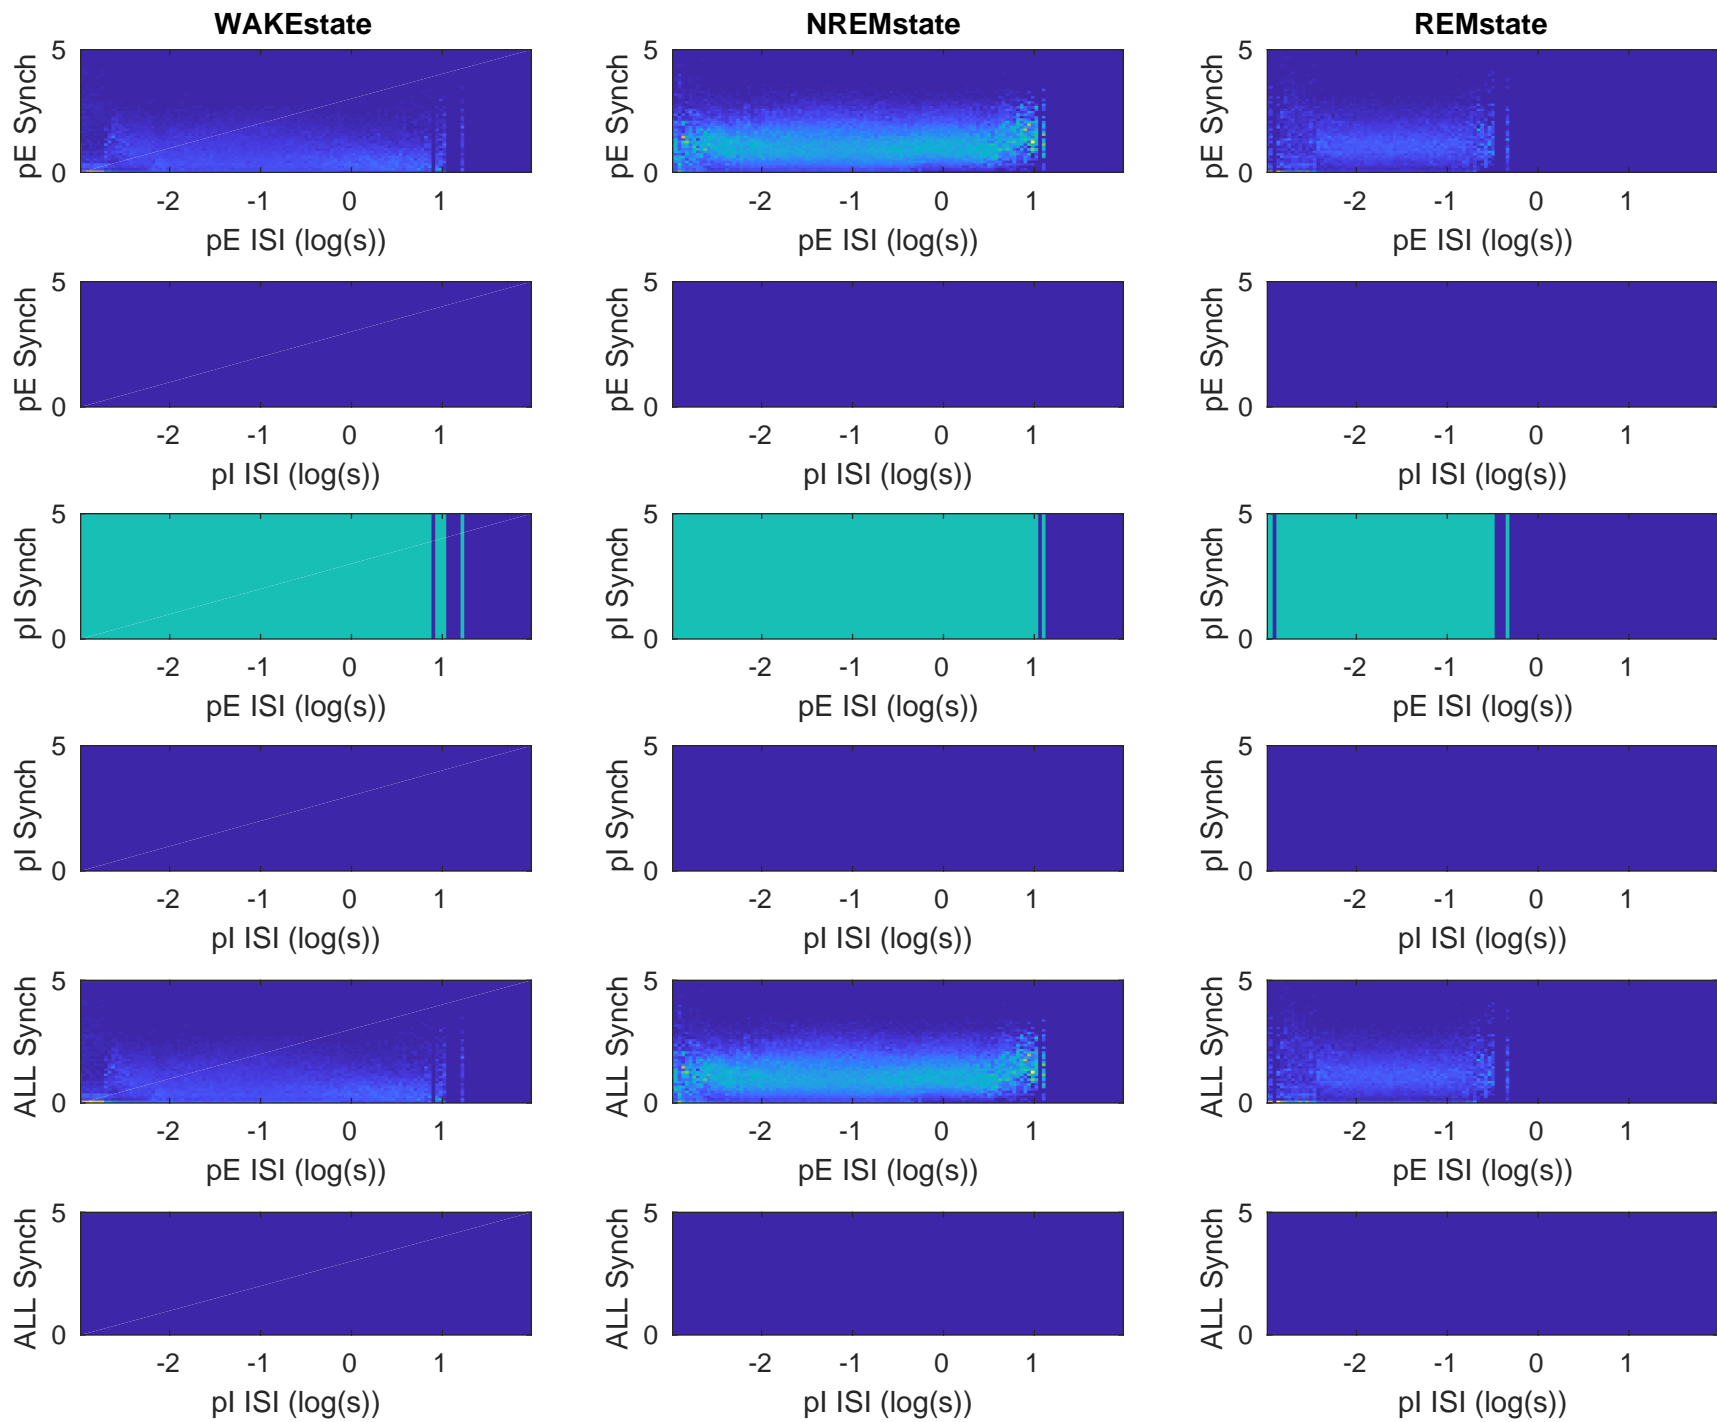 WAKEstate NREMstate REMstate
5 5 5
pE Synch pE Synch pE Synch
0 0 0
-2 -1 0 1 -2 -1 0 1 -2 -1 0 1
pE ISI (log(s)) pE ISI (log(s)) pE ISI (log(s))
5 5 5
pE Synch pE Synch pE Synch
0 0 0
-2 -1 0 1 -2 -1 0 1 -2 -1 0 1
pI ISI (log(s)) pI ISI (log(s)) pI ISI (log(s))
5 5 5
pI Synch pI Synch pI Synch
0 0 0
-2 -1 0 1 -2 -1 0 1 -2 -1 0 1
pE ISI (log(s)) pE ISI (log(s)) pE ISI (log(s))
5 5 5
pI Synch pI Synch pI Synch
0 0 0
-2 -1 0 1 -2 -1 0 1 -2 -1 0 1
pI ISI (log(s)) pI ISI (log(s)) pI ISI (log(s))
5 5 5
ALL Synch ALL Synch ALL Synch
0 0 0
-2 -1 0 1 -2 -1 0 1 -2 -1 0 1
pE ISI (log(s)) pE ISI (log(s)) pE ISI (log(s))
5 5 5
ALL Synch ALL Synch ALL Synch
0 0 0
-2 -1 0 1 -2 -1 0 1 -2 -1 0 1
pI ISI (log(s)) pI ISI (log(s)) pI ISI (log(s))